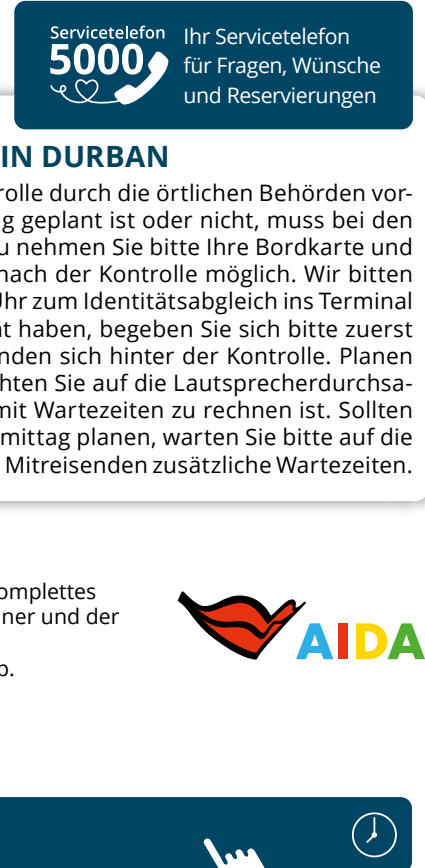 Servicetelefon
5000
Ihr Servicetelefon
für Fragen, Wünsche
und Reservierungen
IN DURBAN
rolle durch die örtlichen Behörden vor-
g geplant ist oder nicht, muss bei den
u nehmen Sie bitte Ihre Bordkarte und
nach der Kontrolle möglich. Wir bitten
Uhr zum Identitätsabgleich ins Terminal
nt haben, begeben Sie sich bitte zuerst
nden sich hinter der Kontrolle. Planen
chten Sie auf die Lautsprecherdurchsa-
mit Wartezeiten zu rechnen ist. Sollten
mittag planen, warten Sie bitte auf die
Mitreisenden zusätzliche Wartezeiten.
omplettes
ner und der
o.
AIDA